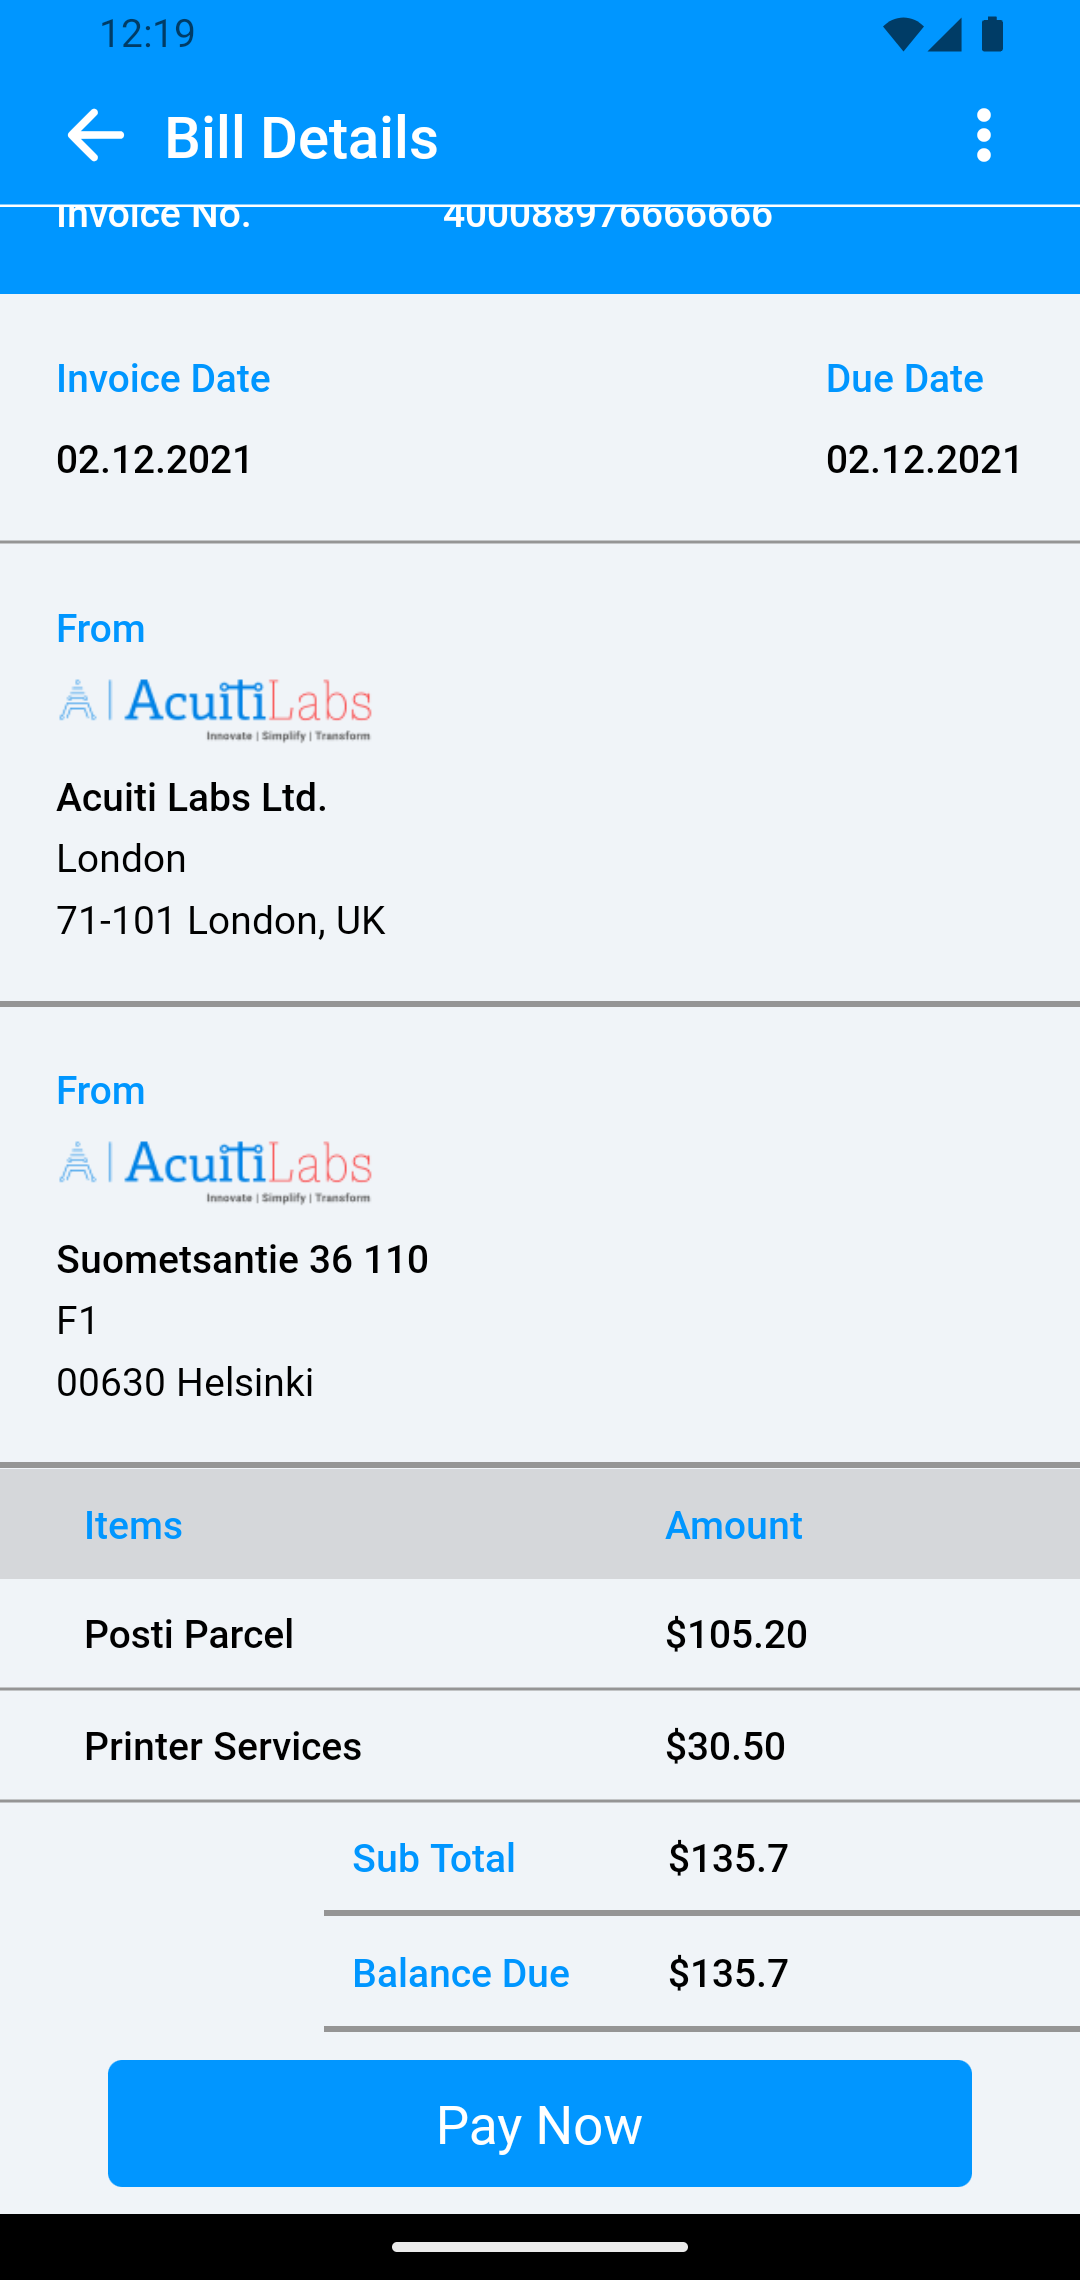 12:19
Bill Details
Invoice No. 400088976666666
Invoice Date Due Date
02.12.2021 02.12.2021
From
A | AcuitiLabs
Innovate | Simplify | Transform
Acuiti Labs Ltd.
London
71-101 London, UK
From
A | AcuitiLabs
Innovate | Simplify | Transform
Suometsantie 36 110
F1
00630 Helsinki
Items Amount
Posti Parcel $105.20
Printer Services $30.50
Sub Total $135.7
Balance Due $135.7
Pay Now